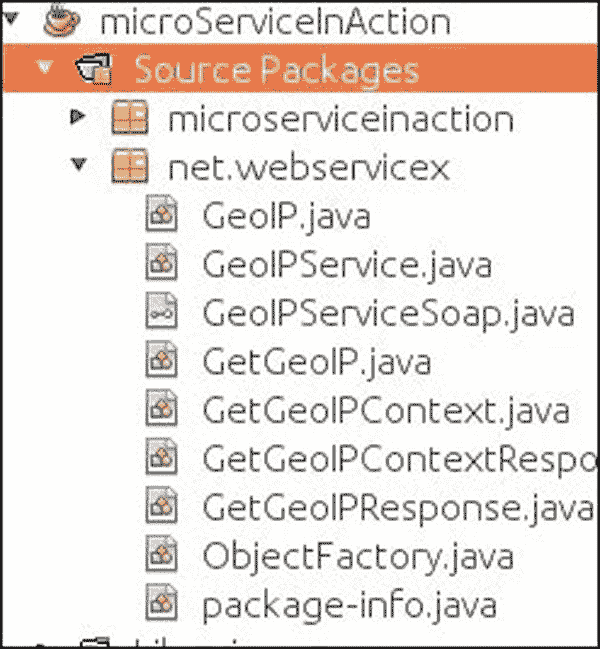 microServiceInAction
Source Packages
microserviceinaction
net.webservicex
GeoIP.java
GeoIPService.java
GeoIPServiceSoap.java
GetGeoIP.java
GetGeoIPContext.java
GetGeoIPContextRespo
GetGeoIPResponse.java
ObjectFactory.java
package-info.java